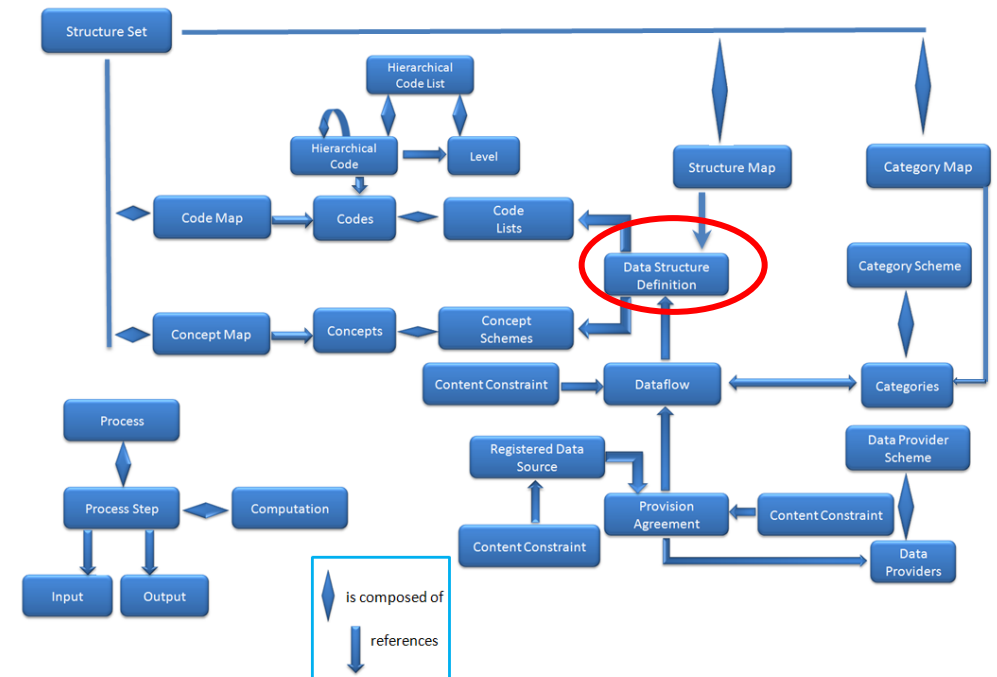 Structure Set
Hierarchical
Code List
Hierarchical
Code
Level
Structure Map
Category Map
Code Map
Codes
Code
Lists
Data Structure
Definition
Category Scheme
Concept Map
Concepts
Concept
Schemes
Content Constraint
Dataflow
Categories
Process
Registered Data
Source
Data Provider
Scheme
Process Step
Computation
Provision
Agreement
Content Constraint
Content Constraint
Data
Providers
Input
Output
is composed of
references